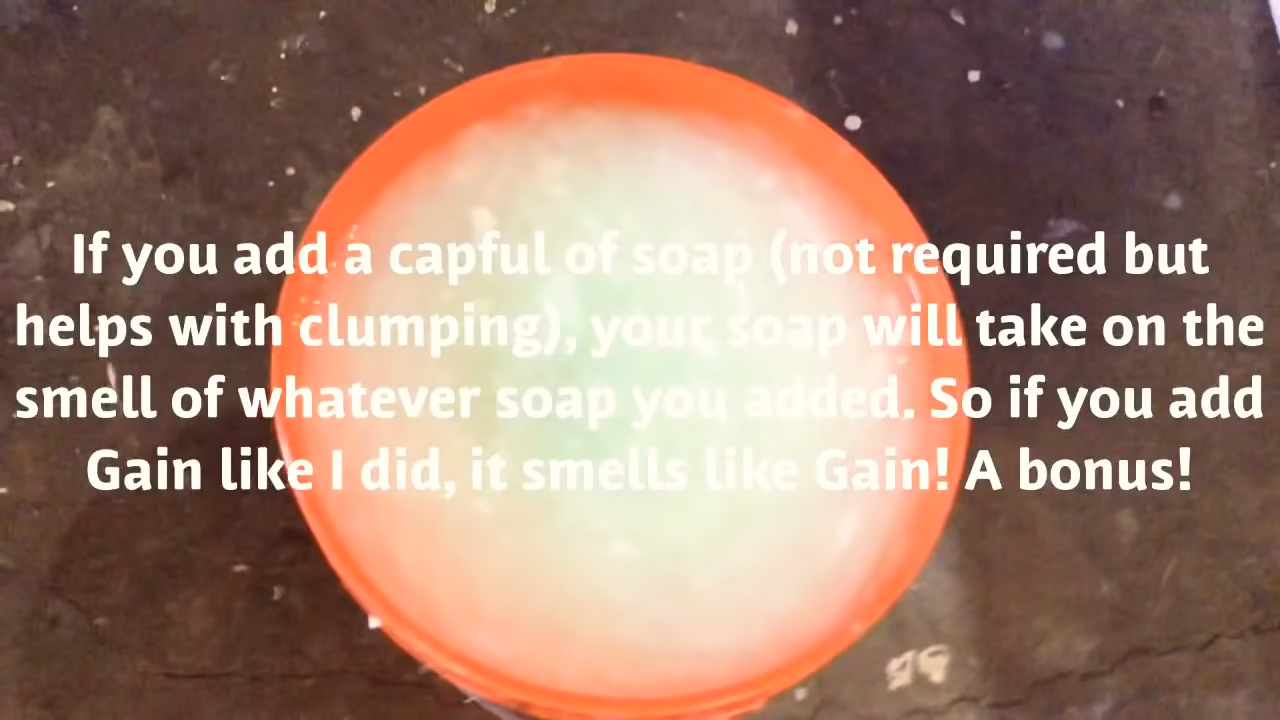 If you add a capful of soap (not required but
helps with clumping), your soap will take on the
smell of whatever soap you added. So if you add
Gain like I did, it smells like Gain! A bonus!